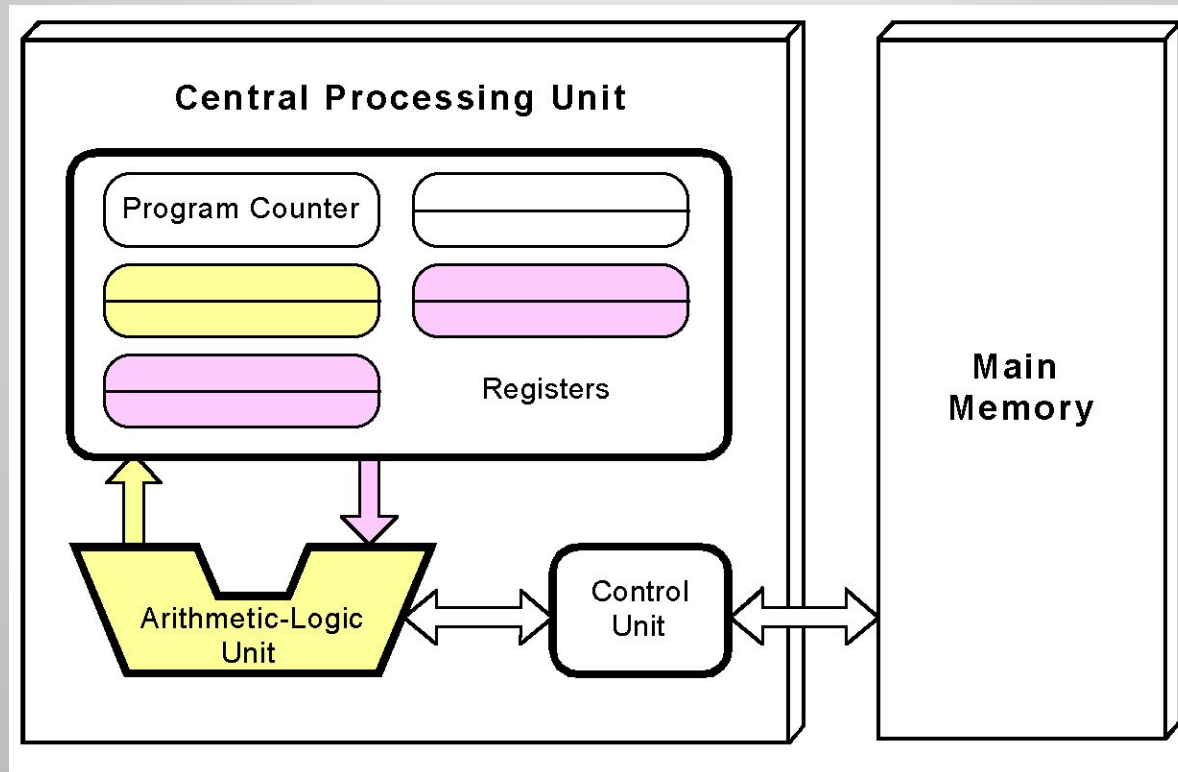 Central Processing Unit
Program Counter
Registers
Arithmetic-Logic
Unit
Control
Unit
Main
Memory